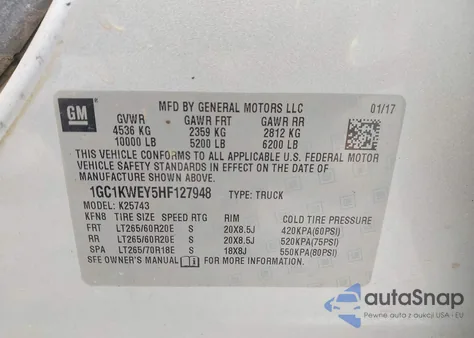 GM
MFD BY GENERAL MOTORS LLC
01/17
GVWR GAWR FRT GAWR RR
4536 KG 2359 KG 2812 KG
10000 LB 5200 LB 6200 LB
THIS VEHICLE CONFORMS TO ALL APPLICABLE U.S. FEDERAL MOTOR
VEHICLE SAFETY STANDARDS IN EFFECT ON THE DATE OF
MANUFACTURE SHOWN ABOVE.
1GC1KWEY5HF127948 TYPE: TRUCK
MODEL: K25743
KFN8 TIRE SIZE SPEED RTG RIM COLD TIRE PRESSURE
FRT LT265/60R20E S 20X8.5J 420KPA(60PSI)
RR LT265/60R20E S 20X8.5J 520KPA(75PSI)
SPA LT265/70R18E S 18X8J 550KPA(80PSI)
SEE OWNER'S MANUAL FOR MORE INFORMATION.
autoSnap
Pewne auta z aukcji USA - EU